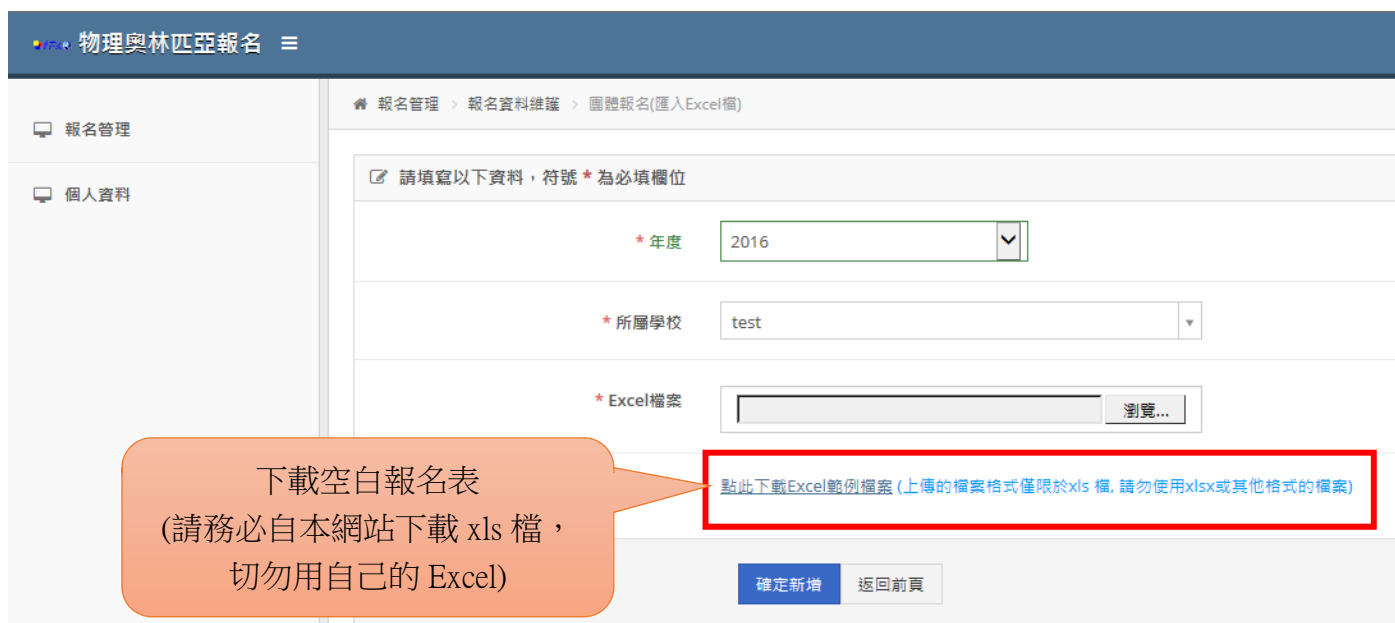 物理奧林匹亞報名
報名管理 > 報名資料維護 > 團體報名(匯入Excel檔)
報名管理
個人資料
請填寫以下資料，符號 * 為必填欄位
* 年度
2016
* 所屬學校
test
* Excel檔案
瀏覽...
點此下載Excel範例檔案 (上傳的檔案格式僅限於xls 檔, 請勿使用xlsx或其他格式的檔案)
下載空白報名表
(請務必自本網站下載 xls 檔，
切勿用自己的 Excel)
確定新增
返回前頁